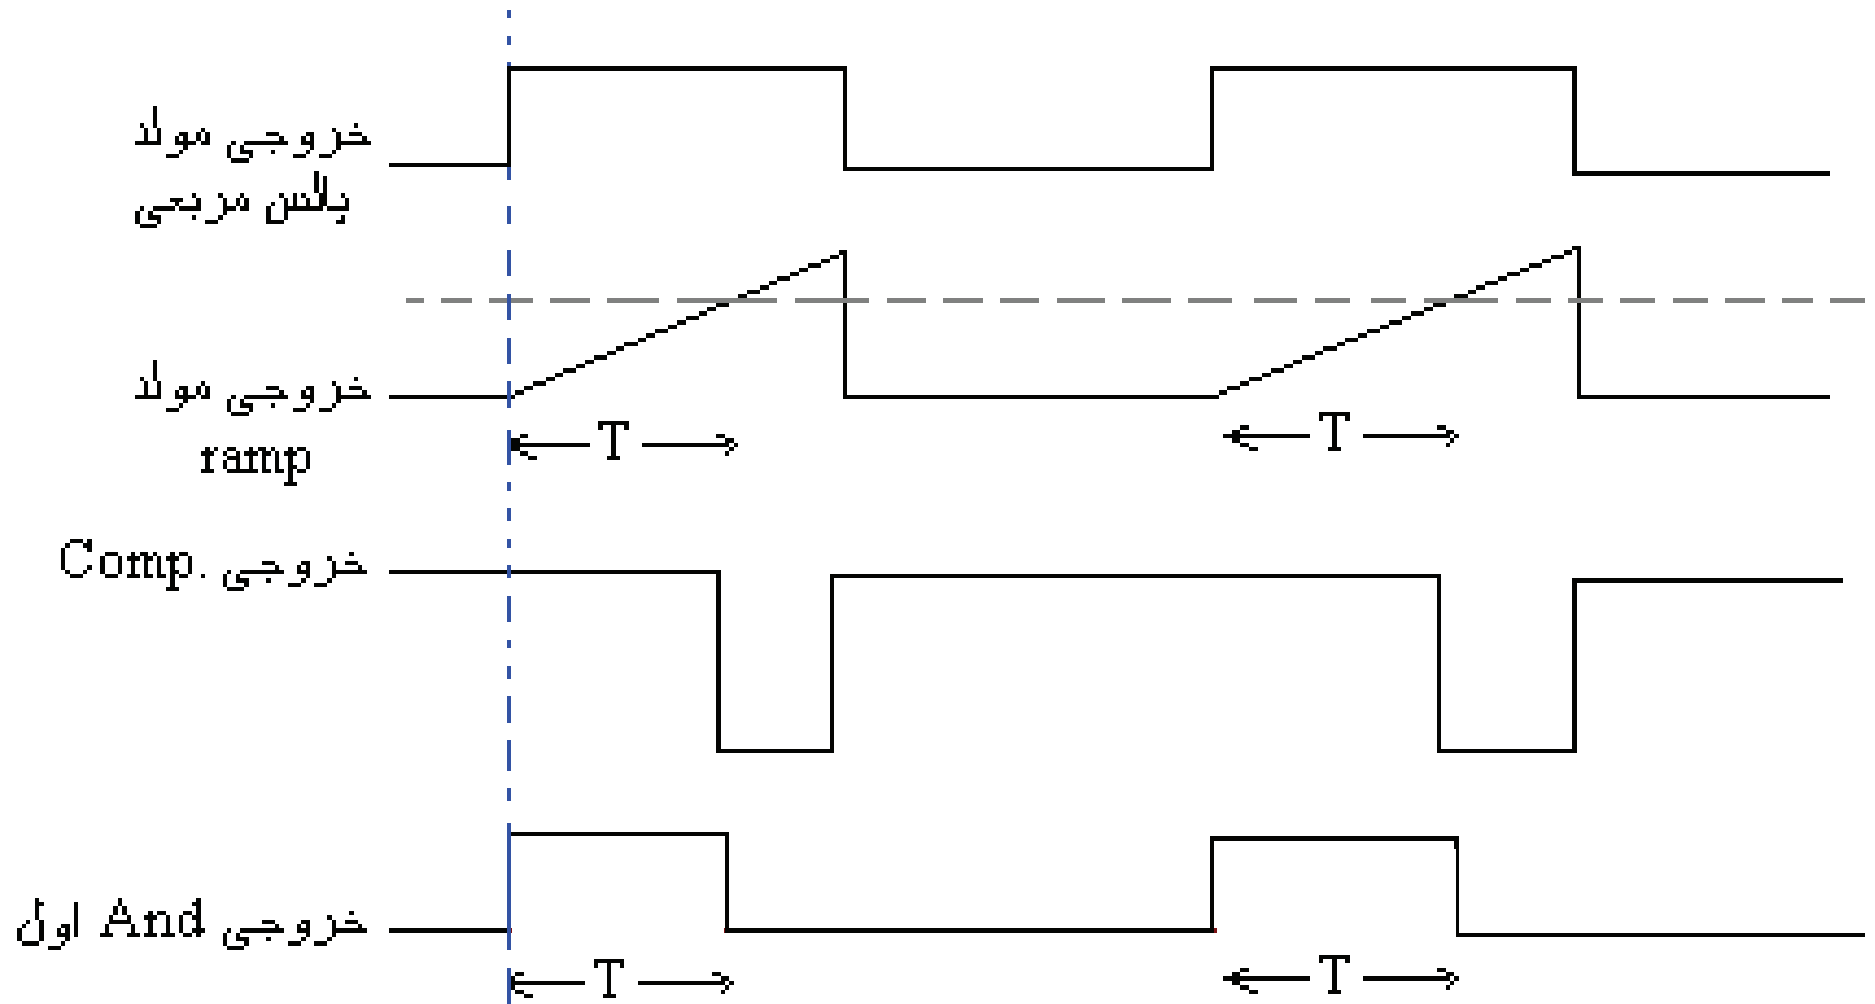 خروجی مولد
پالس مربعی
خروجی مولد
ramp
T
T
خروجی Comp.
خروجی And اول
T
T